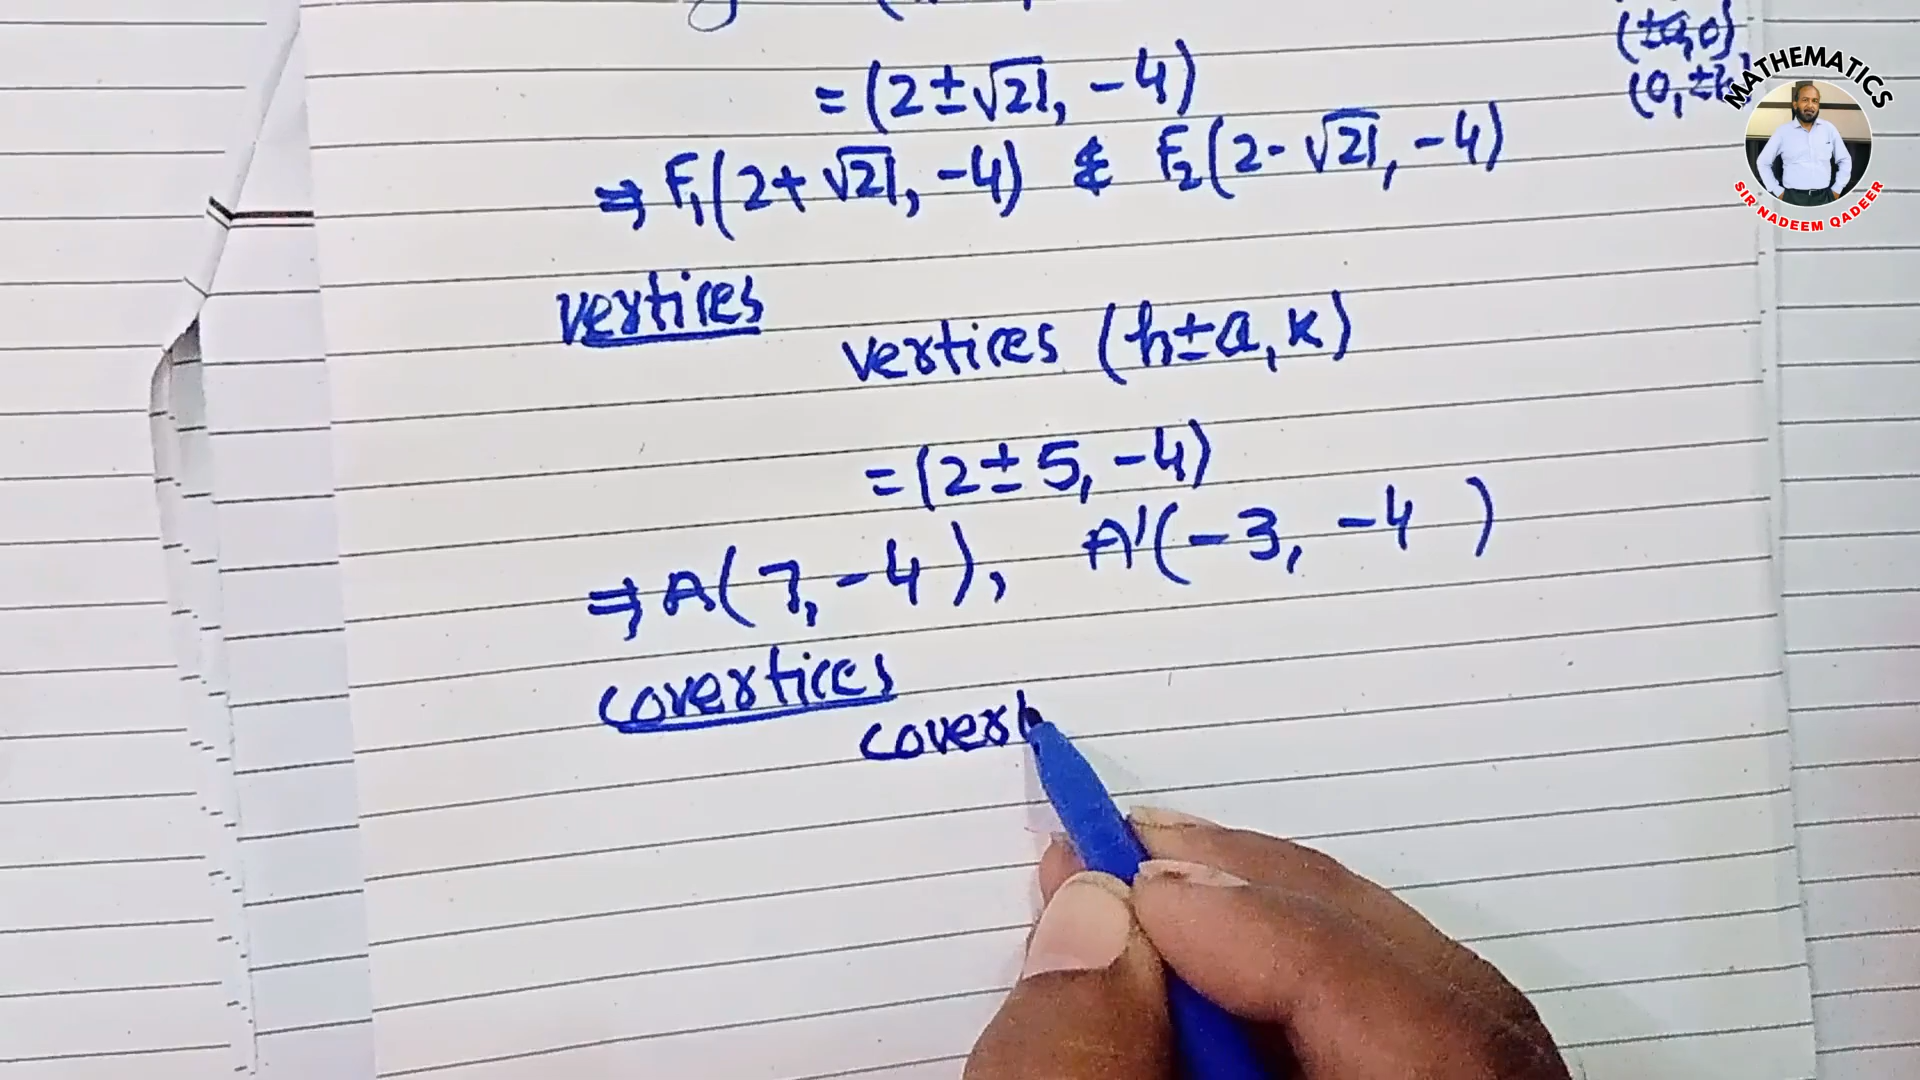 = (2±√21, -4)
⇒ F₁(2+√21, -4) & F₂(2-√21, -4)
vertices
vertices (h±a, k)
= (2±5, -4)
⇒ A(7, -4), A'(-3, -4)
covertices
covert
(±a,0),
(0,±b)
MATHEMATICS
SIR NADEEM QADEER